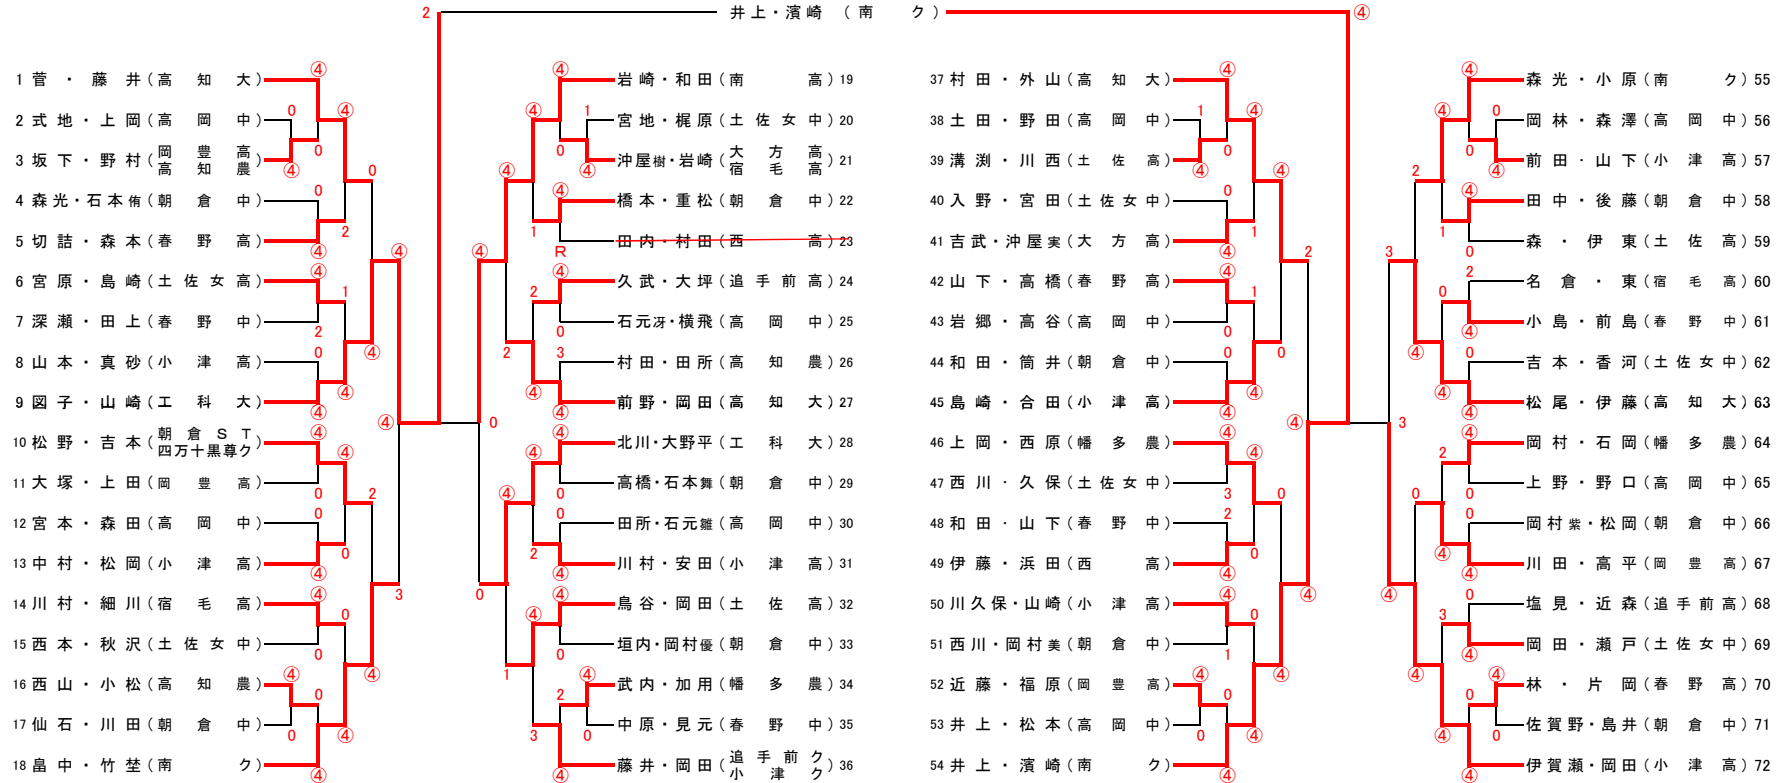 2 井上・濱崎（南 ク） ④
1 菅・藤井（高知大）
2 式地・上岡（高岡中）
3 坂下・野村（岡豊高 高知農）
4 森光・石本侑（朝倉中）
5 切詰・森本（春野高）
6 宮原・島崎（土佐女高）
7 深瀬・田上（春野中）
8 山本・真砂（小津高）
9 図子・山崎（工科大）
10 松野・吉本（朝倉ST 四万十黒尊ク）
11 大塚・上田（岡豊高）
12 宮本・森田（高岡中）
13 中村・松岡（小津高）
14 川村・細川（宿毛高）
15 西本・秋沢（土佐女中）
16 西山・小松（高知農）
17 仙石・川田（朝倉中）
18 畠中・竹埜（南ク）
岩崎・和田（南高）19
宮地・梶原（土佐女中）20
沖屋樹・岩崎（大方高 宿毛高）21
橋本・重松（朝倉中）22
田内・村田（西高）23
久武・大坪（追手前高）24
石元冴・横飛（高岡中）25
村田・田所（高知農）26
前野・岡田（高知大）27
北川・大野平（工科大）28
高橋・石本舞（朝倉中）29
田所・石元雛（高岡中）30
川村・安田（小津高）31
鳥谷・岡田（土佐高）32
垣内・岡村優（朝倉中）33
武内・加用（幡多農）34
中原・見元（春野中）35
藤井・岡田（追手前ク 小津ク）36
37 村田・外山（高知大）
38 土田・野田（高岡中）
39 溝渕・川西（土佐高）
40 入野・宮田（土佐女中）
41 吉武・沖屋実（大方高）
42 山下・高橋（春野高）
43 岩郷・高谷（高岡中）
44 和田・筒井（朝倉中）
45 島崎・合田（小津高）
46 上岡・西原（幡多農）
47 西川・久保（土佐女中）
48 和田・山下（春野中）
49 伊藤・浜田（西高）
50 川久保・山崎（小津高）
51 西川・岡村美（朝倉中）
52 近藤・福原（岡豊高）
53 井上・松本（高岡中）
54 井上・濱崎（南ク）
森光・小原（南ク）55
岡林・森澤（高岡中）56
前田・山下（小津高）57
田中・後藤（朝倉中）58
森・伊東（土佐高）59
名倉・東（宿毛高）60
小島・前島（春野中）61
吉本・香河（土佐女中）62
松尾・伊藤（高知大）63
岡村・石岡（幡多農）64
上野・野口（高岡中）65
岡村紫・松岡（朝倉中）66
川田・高平（岡豊高）67
塩見・近森（追手前高）68
岡田・瀬戸（土佐女中）69
林・片岡（春野高）70
佐賀野・島井（朝倉中）71
伊賀瀬・岡田（小津高）72